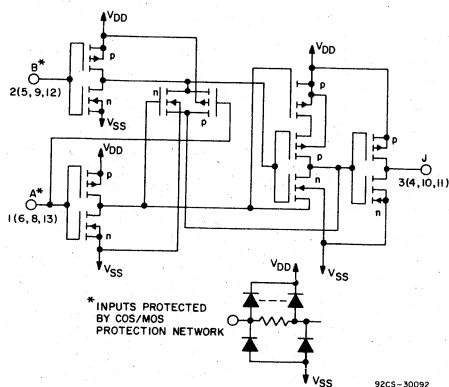 VDD
B*
p
2(5, 9, 12)
n
VSS
VDD
n
p
VDD
p
p
n
VSS
p
J
3(4, 10, 11)
n
A*
1(6, 8, 13)
VDD
p
n
VSS
* INPUTS PROTECTED
BY COS/MOS
PROTECTION NETWORK
VDD
VSS
92CS-30092